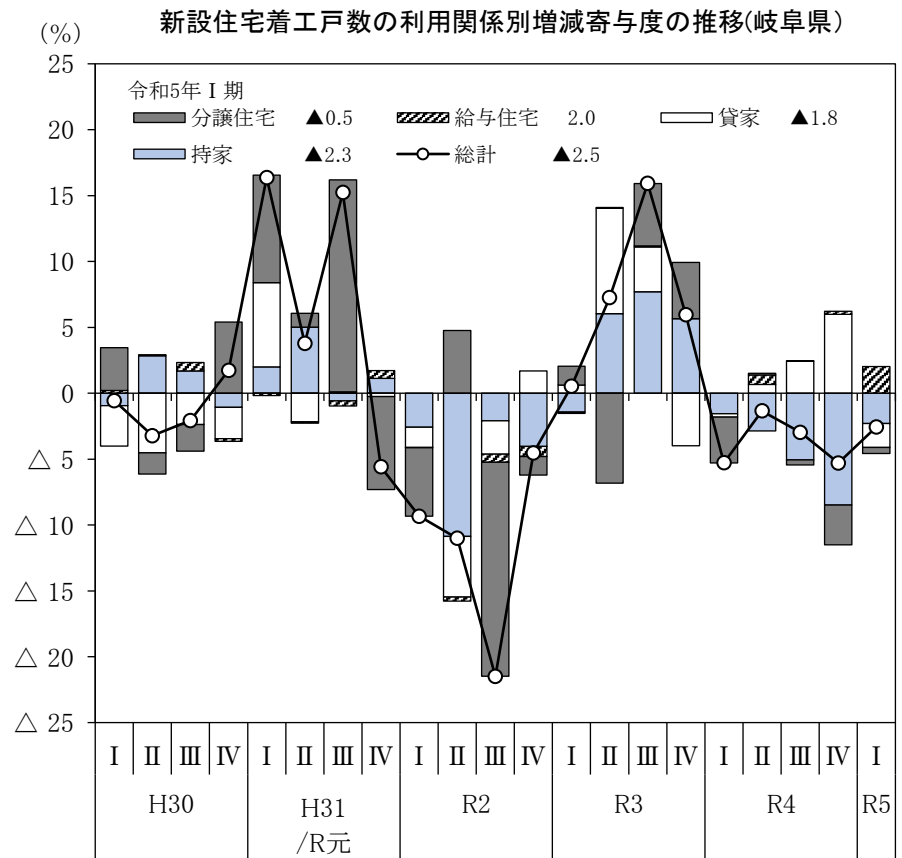 新設住宅着工戸数の利用関係別増減寄与度の推移(岐阜県)
(%)
令和5年Ⅰ期
分譲住宅 ▲0.5 給与住宅 2.0 貸家 ▲1.8
持家 ▲2.3 総計 ▲2.5
25
20
15
10
5
0
△ 5
△ 10
△ 15
△ 20
△ 25
Ⅰ Ⅱ Ⅲ Ⅳ Ⅰ Ⅱ Ⅲ Ⅳ Ⅰ Ⅱ Ⅲ Ⅳ Ⅰ Ⅱ Ⅲ Ⅳ Ⅰ Ⅱ Ⅲ Ⅳ Ⅰ
H30 H31 R2 R3 R4 R5
/R元